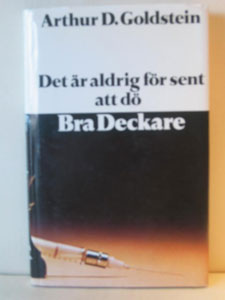 Arthur D. Goldstein
Det är aldrig för sent
att dö
Bra Deckare